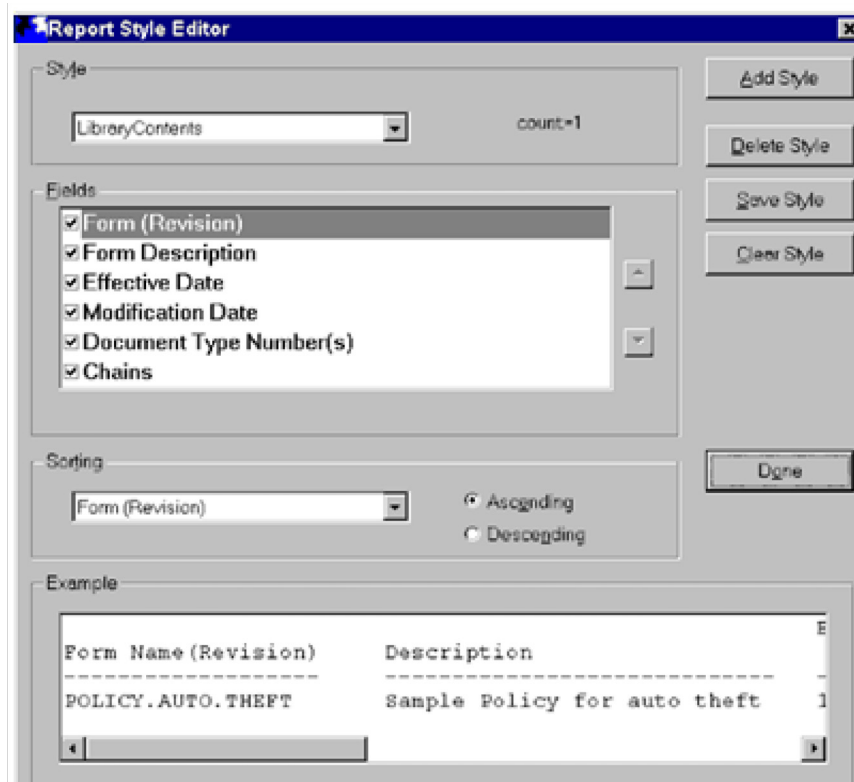 Report Style Editor
Style
LibraryContents
count=1
Add Style
Delete Style
Fields
Form (Revision)
Form Description
Effective Date
Modification Date
Document Type Number(s)
Chains
Save Style
Clear Style
Sorting
Form (Revision)
Ascending
Descending
Done
Example
E
Form Name(Revision) Description
------------------- ----------------------------- -
POLICY.AUTO.THEFT Sample Policy for auto theft 1